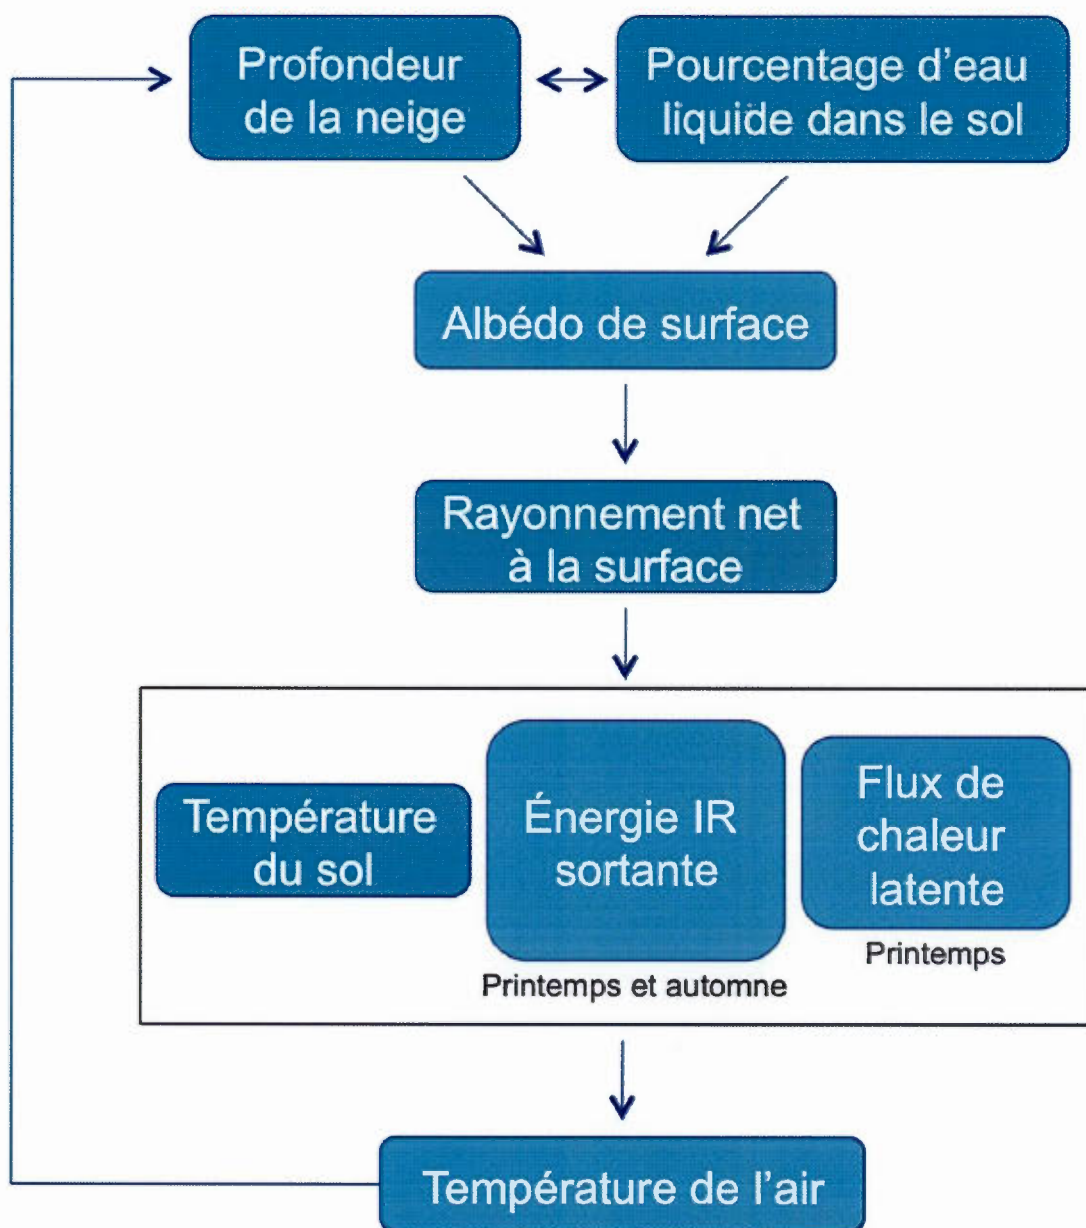 Profondeur
de la neige
Pourcentage d'eau
liquide dans le sol
Albédo de surface
Rayonnement net
à la surface
Température
du sol
Énergie IR
sortante
Printemps et automne
Flux de
chaleur
latente
Printemps
Température de l'air